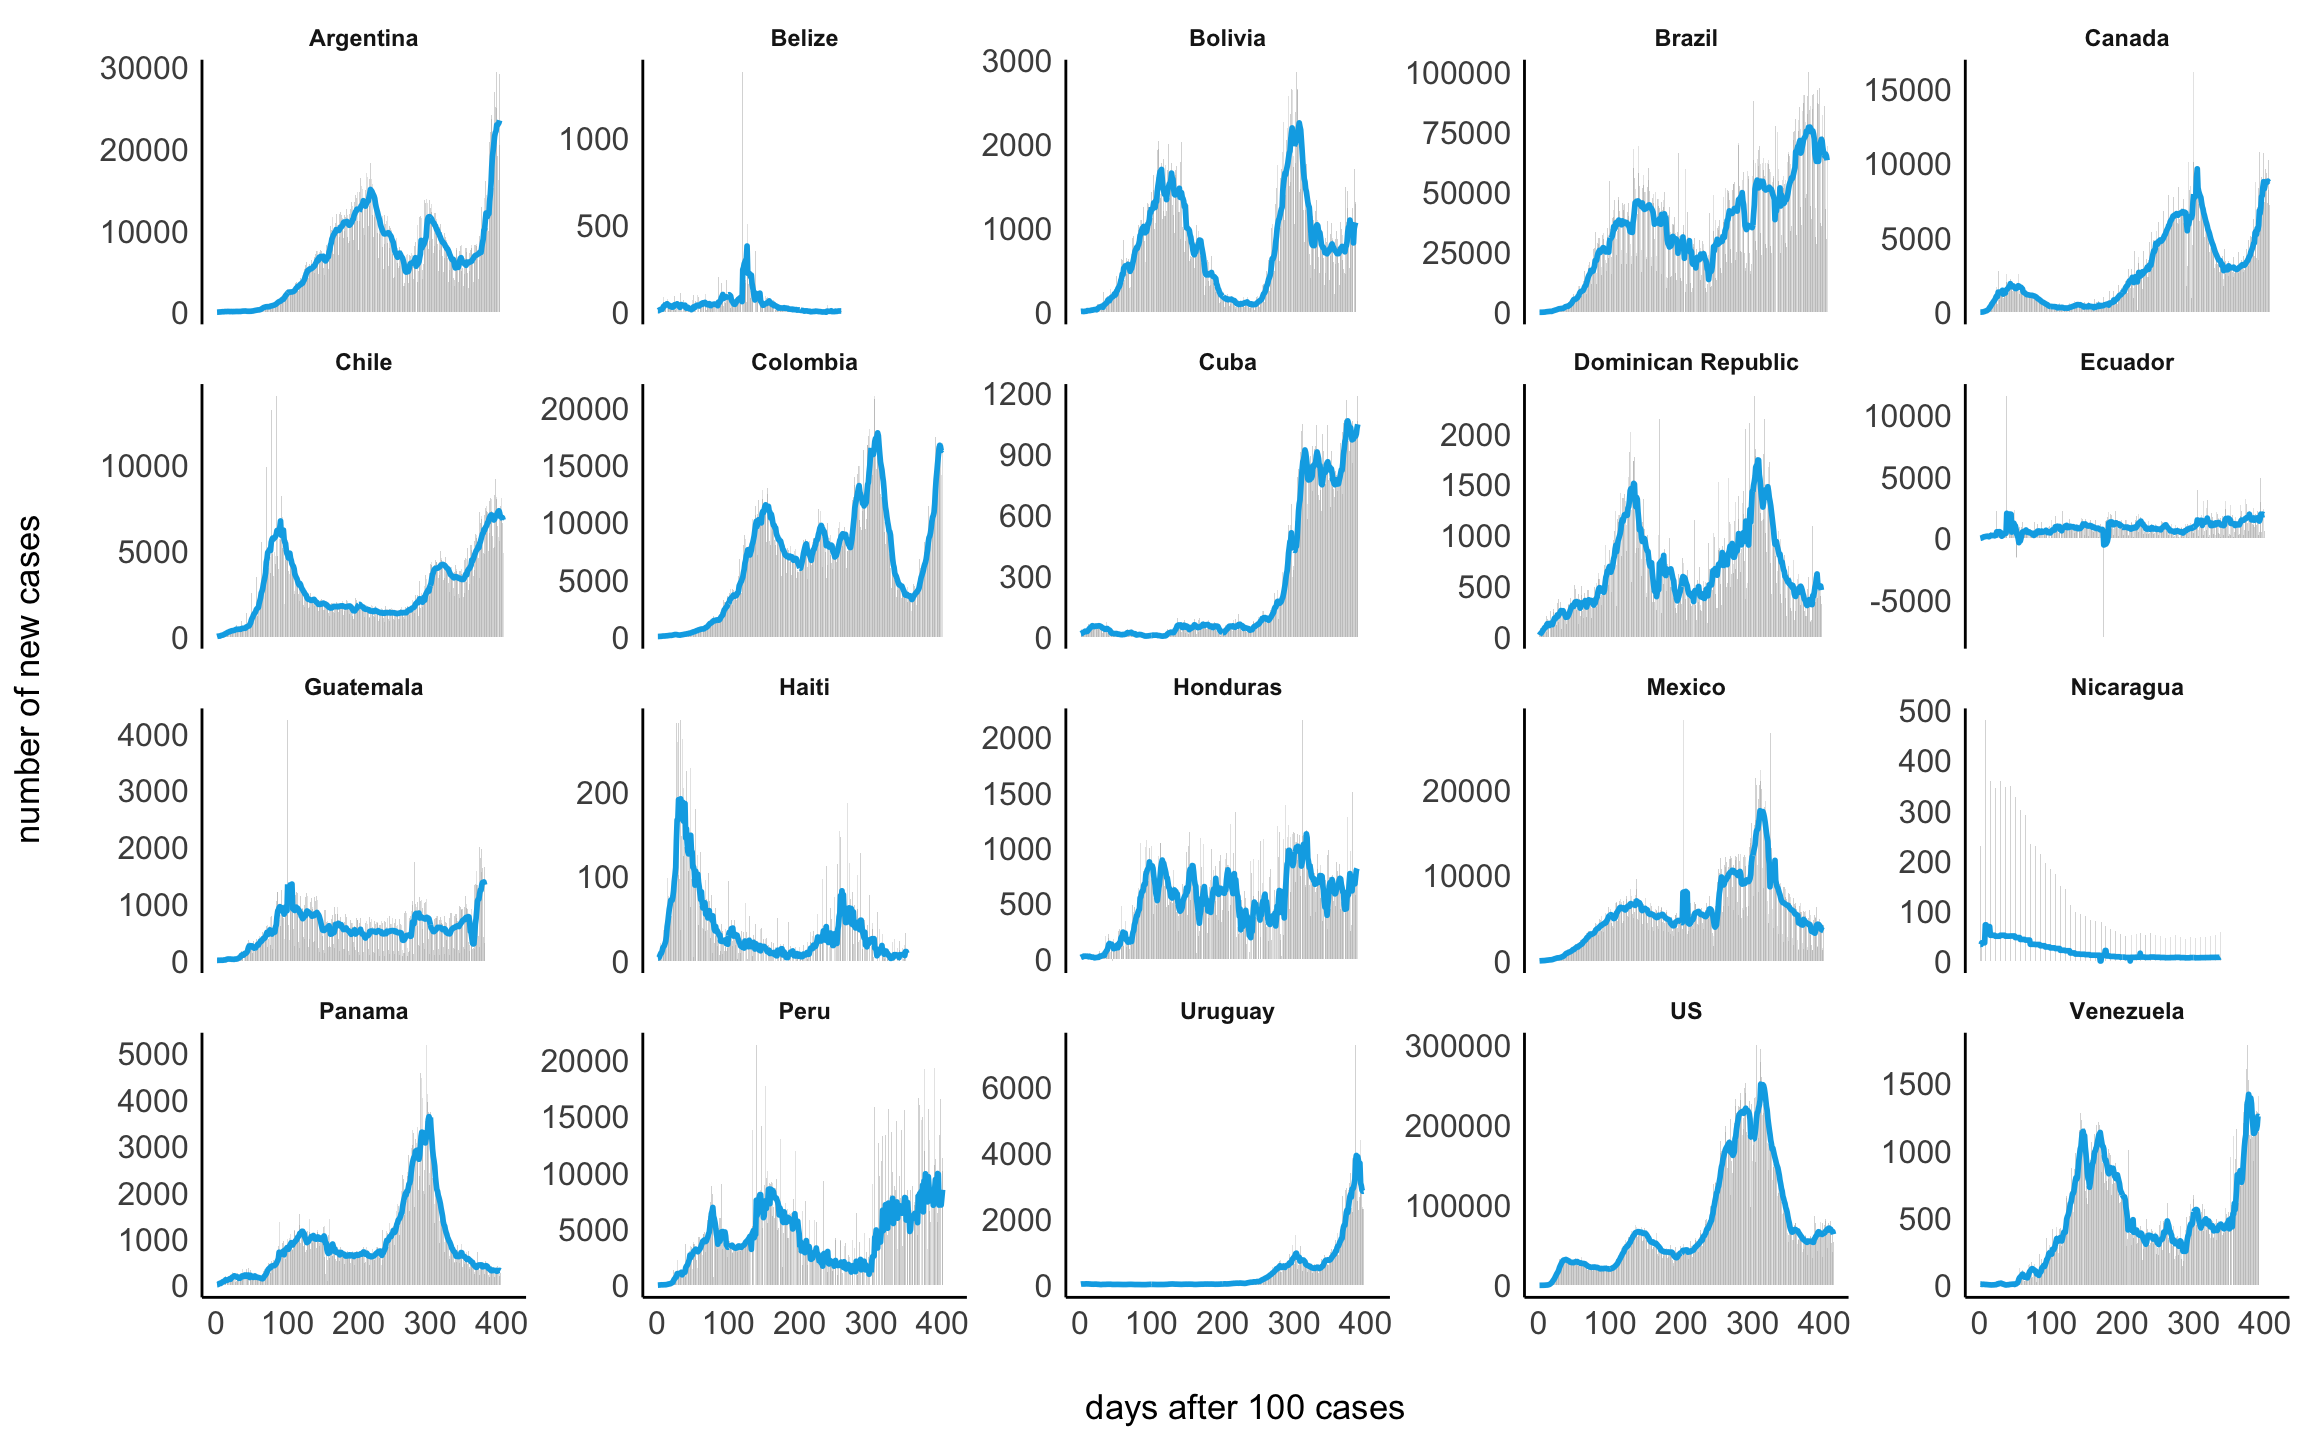 Argentina Belize Bolivia Brazil Canada
30000 20000 10000 0
1000 500 0
3000 2000 1000 0
100000 75000 50000 25000 0
15000 10000 5000 0
Chile Colombia Cuba Dominican Republic Ecuador
10000 5000 0
20000 15000 10000 5000 0
1200 900 600 300 0
2000 1500 1000 500 0
10000 5000 0 -5000
number of new cases
Guatemala Haiti Honduras Mexico Nicaragua
4000 3000 2000 1000 0
200 100 0
2000 1500 1000 500 0
20000 10000 0
500 400 300 200 100 0
Panama Peru Uruguay US Venezuela
5000 4000 3000 2000 1000 0
20000 15000 10000 5000 0
6000 4000 2000 0
300000 200000 100000 0
1500 1000 500 0
0 100 200 300 400
0 100 200 300 400
0 100 200 300 400
0 100 200 300 400
0 100 200 300 400
days after 100 cases